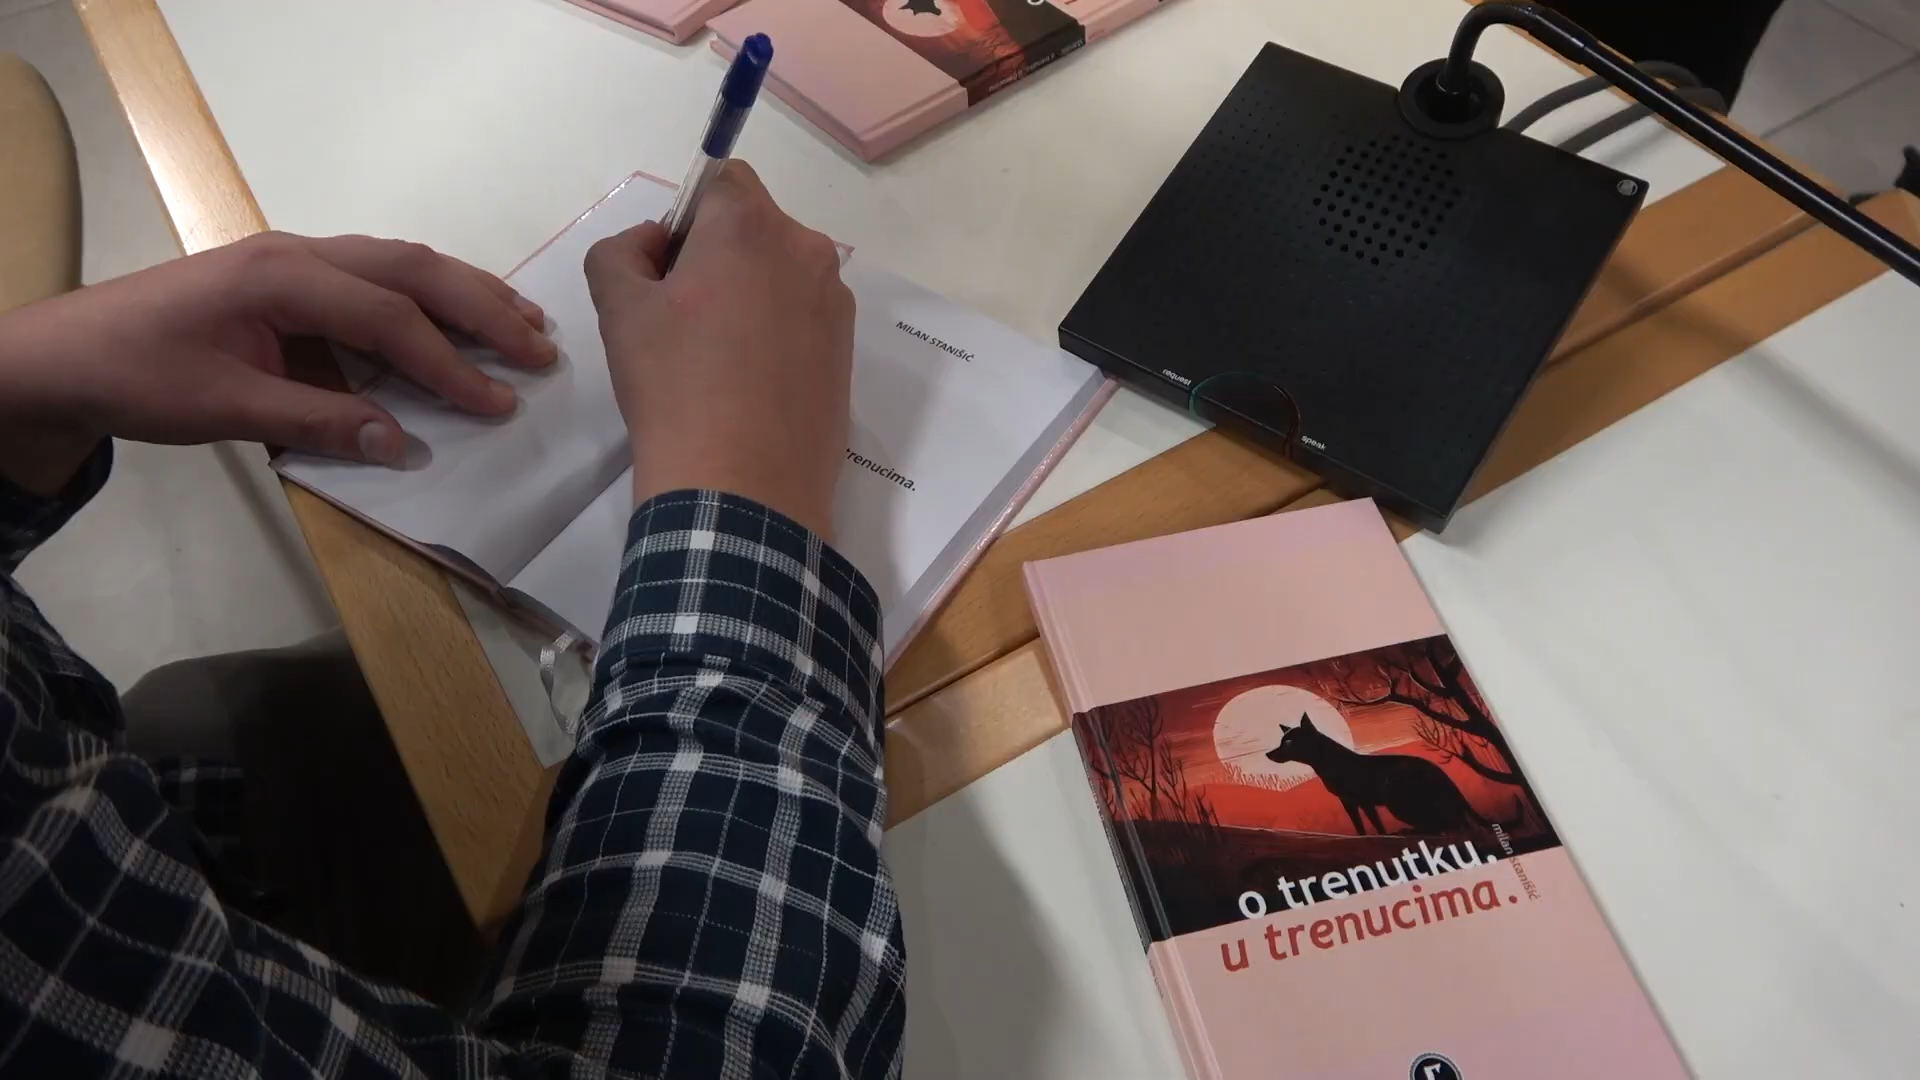 MILAN STANIŠIĆ
trenucima.
request
speak
milan stanišić
o trenutku.
u trenucima.